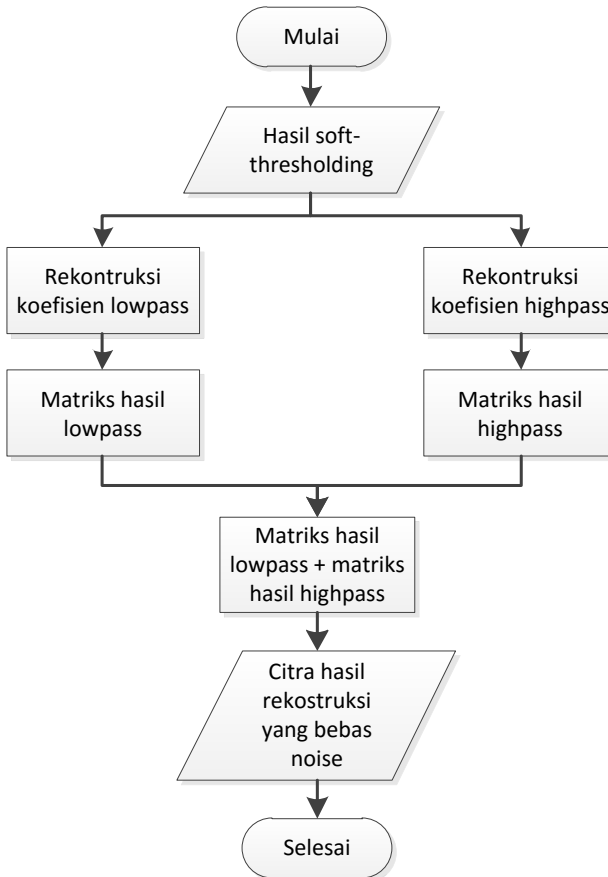 Mulai
Hasil soft-
thresholding
Rekontruksi
koefisien lowpass
Rekontruksi
koefisien highpass
Matriks hasil
lowpass
Matriks hasil
highpass
Matriks hasil
lowpass + matriks
hasil highpass
Citra hasil
rekostruksi
yang bebas
noise
Selesai